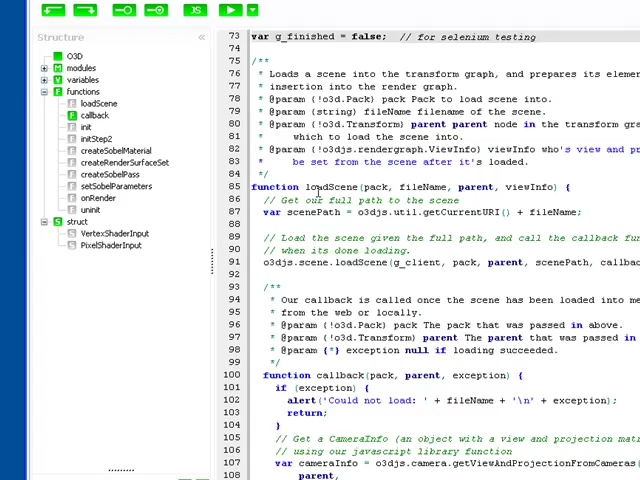 JS
Structure
O3D
modules
variables
functions
loadScene
callback
init
initStep2
createSobelMaterial
createRenderSurfaceSet
createSobelPass
setSobelParameters
onRender
uninit
struct
VertexShaderInput
PixelShaderInput
73 var g_finished = false;  // for selenium testing
74
75 /**
76  * Loads a scene into the transform graph, and prepares its elem
77  * insertion into the render graph.
78  * @param (!o3d.Pack) pack Pack to load scene into.
79  * @param (string) fileName filename of the scene.
80  * @param (!o3d.Transform) parent parent node in the transform gra
81  *     which to load the scene into.
82  * @param (!o3djs.rendergraph.ViewInfo) viewInfo who's view and pr
83  *     be set from the scene after it's loaded.
84  */
85 function loadScene(pack, fileName, parent, viewInfo) {
86   // Get our full path to the scene
87   var scenePath = o3djs.util.getCurrentURI() + fileName;
88
89   // Load the scene given the full path, and call the callback fun
90   // when its done loading.
91   o3djs.scene.loadScene(g_client, pack, parent, scenePath, callba
92
93   /**
94    * Our callback is called once the scene has been loaded into me
95    * from the web or locally.
96    * @param (!o3d.Pack) pack The pack that was passed in above.
97    * @param (!o3d.Transform) parent The parent that was passed in
98    * @param {*} exception null if loading succeeded.
99    */
100   function callback(pack, parent, exception) {
101     if (exception) {
102       alert('Could not load: ' + fileName + '\n' + exception);
103       return;
104     }
105     // Get a CameraInfo (an object with a view and projection mat
106     // using our javascript library function
107     var cameraInfo = o3djs.camera.getViewAndProjectionFromCameras(
108         parent,